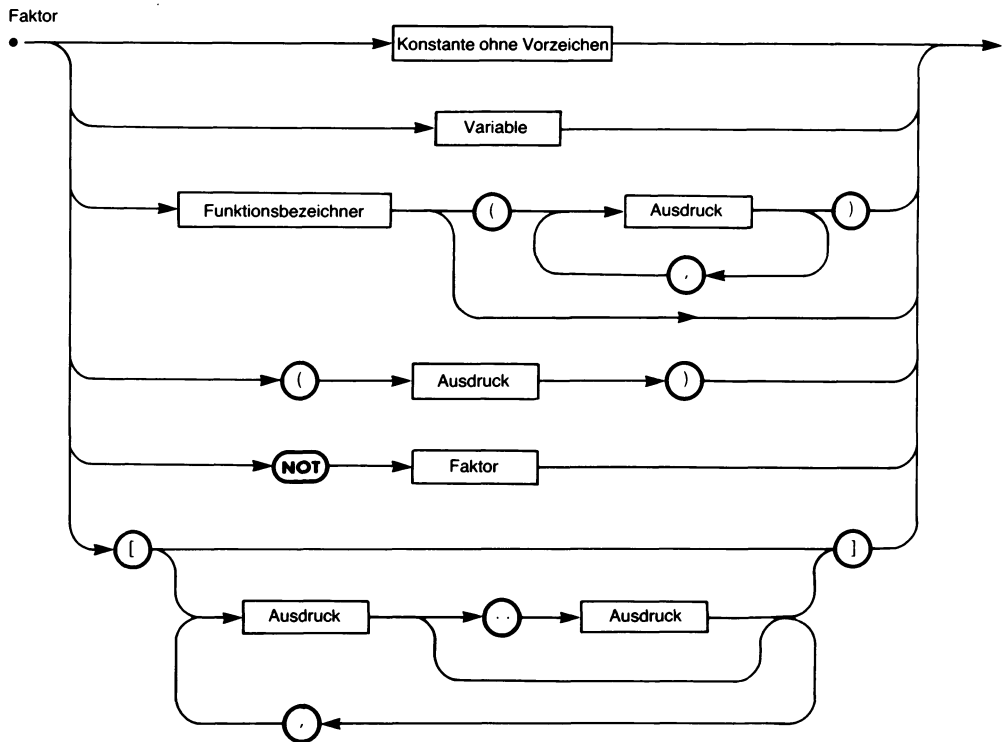 Faktor
Konstante ohne Vorzeichen
Variable
Funktionsbezeichner ( Ausdruck )
,
( Ausdruck )
NOT Faktor
[ ]
Ausdruck .. Ausdruck
,